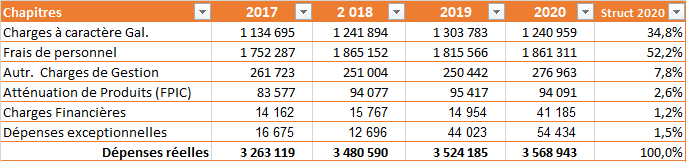 Chapitres 2017 2 018 2019 2020 Struct 2020
Charges à caractère Gal. 1 134 695 1 241 894 1 303 783 1 240 959 34,8%
Frais de personnel 1 752 287 1 865 152 1 815 566 1 861 311 52,2%
Autr. Charges de Gestion 261 723 251 004 250 442 276 963 7,8%
Atténuation de Produits (FPIC) 83 577 94 077 95 417 94 091 2,6%
Charges Financières 14 162 15 767 14 954 41 185 1,2%
Dépenses exceptionnelles 16 675 12 696 44 023 54 434 1,5%
Dépenses réelles 3 263 119 3 480 590 3 524 185 3 568 943 100,0%